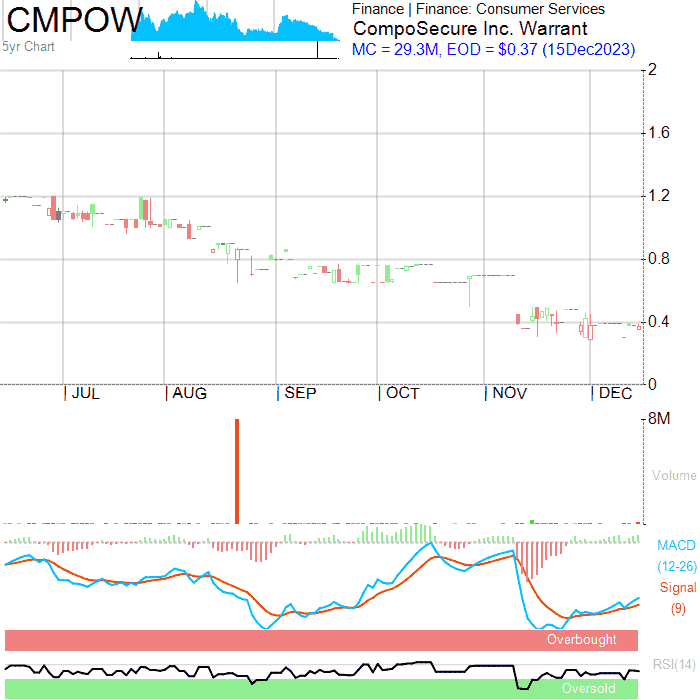 CMPOW
5yr Chart
Finance | Finance: Consumer Services
CompoSecure Inc. Warrant
MC = 29.3M, EOD = $0.37 (15Dec2023)
2
1.6
1.2
0.8
0.4
0
| JUL | AUG | SEP | OCT | NOV | DEC
8M
Volume
MACD
(12-26)
Signal
(9)
Overbought
RSI(14)
Oversold